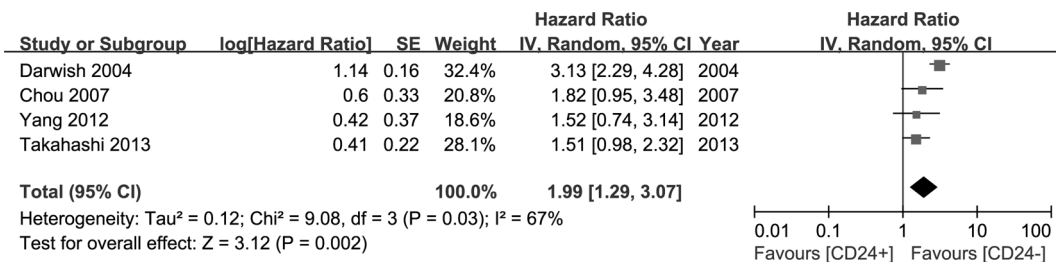 Hazard Ratio Hazard Ratio
Study or Subgroup log[Hazard Ratio] SE Weight IV, Random, 95% CI Year IV, Random, 95% CI
Darwish 2004 1.14 0.16 32.4% 3.13 [2.29, 4.28] 2004
Chou 2007 0.6 0.33 20.8% 1.82 [0.95, 3.48] 2007
Yang 2012 0.42 0.37 18.6% 1.52 [0.74, 3.14] 2012
Takahashi 2013 0.41 0.22 28.1% 1.51 [0.98, 2.32] 2013
Total (95% CI) 100.0% 1.99 [1.29, 3.07]
Heterogeneity: Tau² = 0.12; Chi² = 9.08, df = 3 (P = 0.03); I² = 67%
Test for overall effect: Z = 3.12 (P = 0.002)
0.01 0.1 1 10 100
Favours [CD24+] Favours [CD24-]